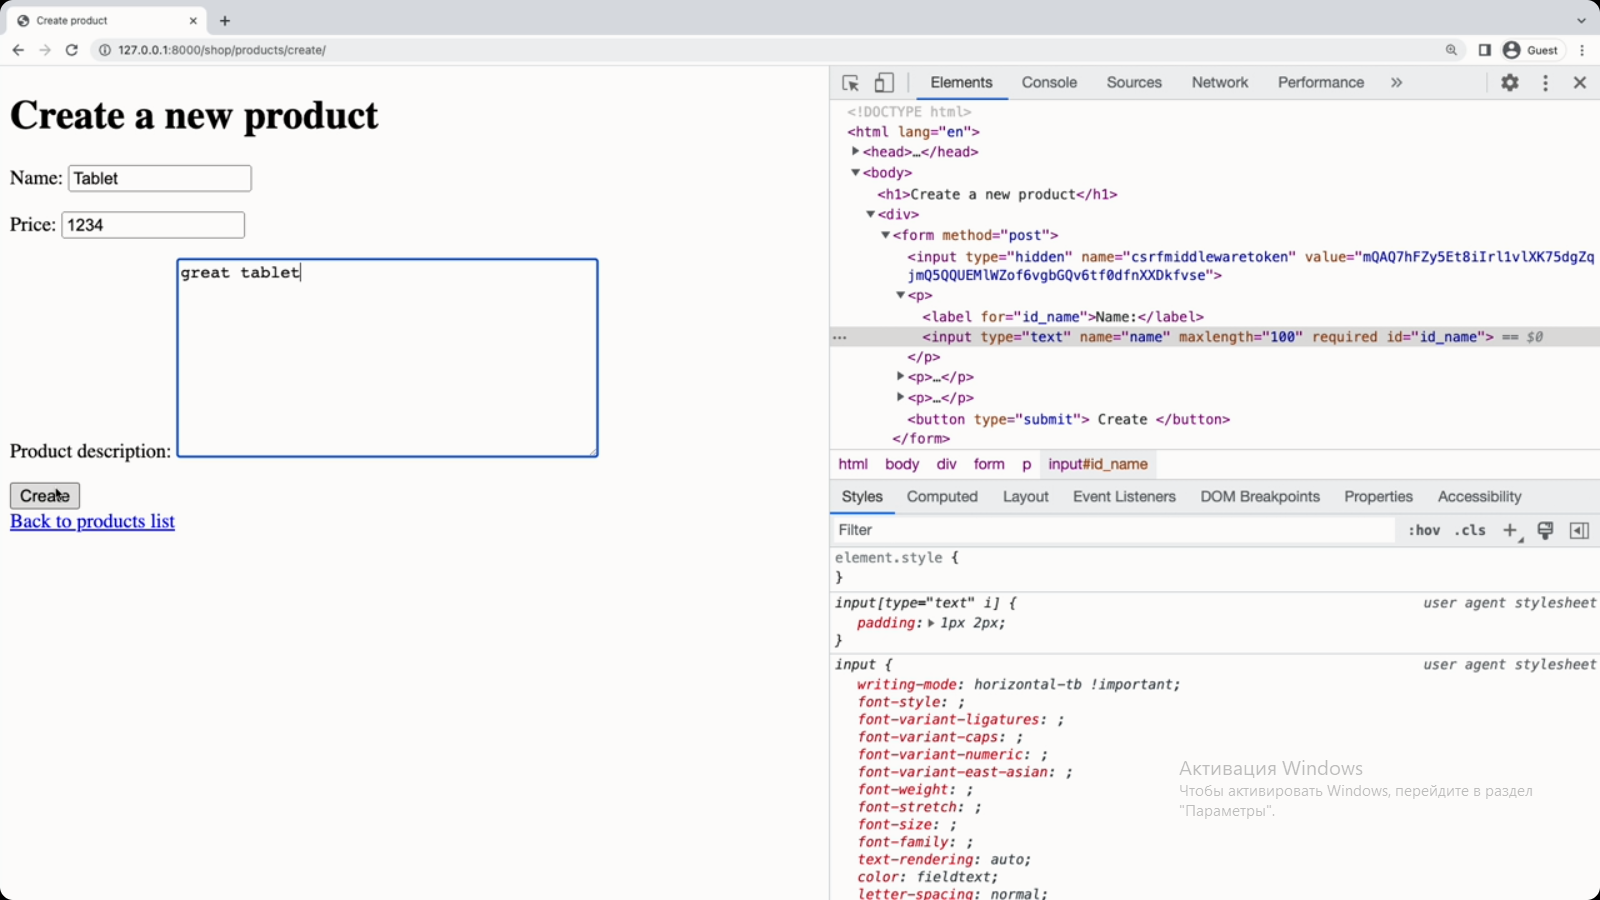 Create product
127.0.0.1:8000/shop/products/create/
Guest
Create a new product
Name: Tablet
Price: 1234
great tablet
Product description:
Create
Back to products list
Elements Console Sources Network Performance »
<!DOCTYPE html>
<html lang="en">
<head>…</head>
<body>
<h1>Create a new product</h1>
<div>
<form method="post">
<input type="hidden" name="csrfmiddlewaretoken" value="mQAQ7hFZy5Et8iIrl1vlXK75dgZq
jmQ5QQUEMlWZof6vgbGQv6tf0dfnXXDkfvse">
<p>
<label for="id_name">Name:</label>
… <input type="text" name="name" maxlength="100" required id="id_name"> == $0
</p>
<p>…</p>
<p>…</p>
<button type="submit"> Create </button>
</form>
html body div form p input#id_name
Styles Computed Layout Event Listeners DOM Breakpoints Properties Accessibility
Filter :hov .cls
element.style {
}
input[type="text" i] { user agent stylesheet
padding: 1px 2px;
}
input { user agent stylesheet
writing-mode: horizontal-tb !important;
font-style: ;
font-variant-ligatures: ;
font-variant-caps: ;
font-variant-numeric: ;
font-variant-east-asian: ;
font-weight: ;
font-stretch: ;
font-size: ;
font-family: ;
text-rendering: auto;
color: fieldtext;
letter-spacing: normal;
Активация Windows
Чтобы активировать Windows, перейдите в раздел
"Параметры".